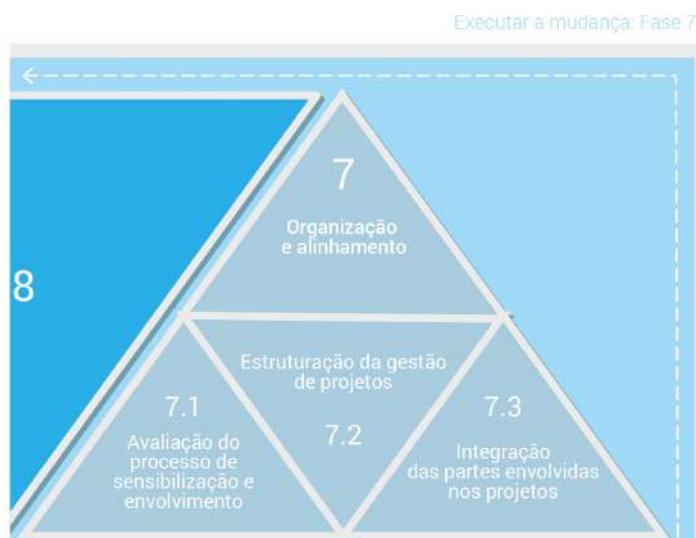 Executar a mudança: Fase 7
7
Organização
e alinhamento
8
Estruturação da gestão
de projetos
7.2
7.1
Avaliação do
processo de
sensibilização e
envolvimento
7.3
Integração
das partes envolvidas
nos projetos